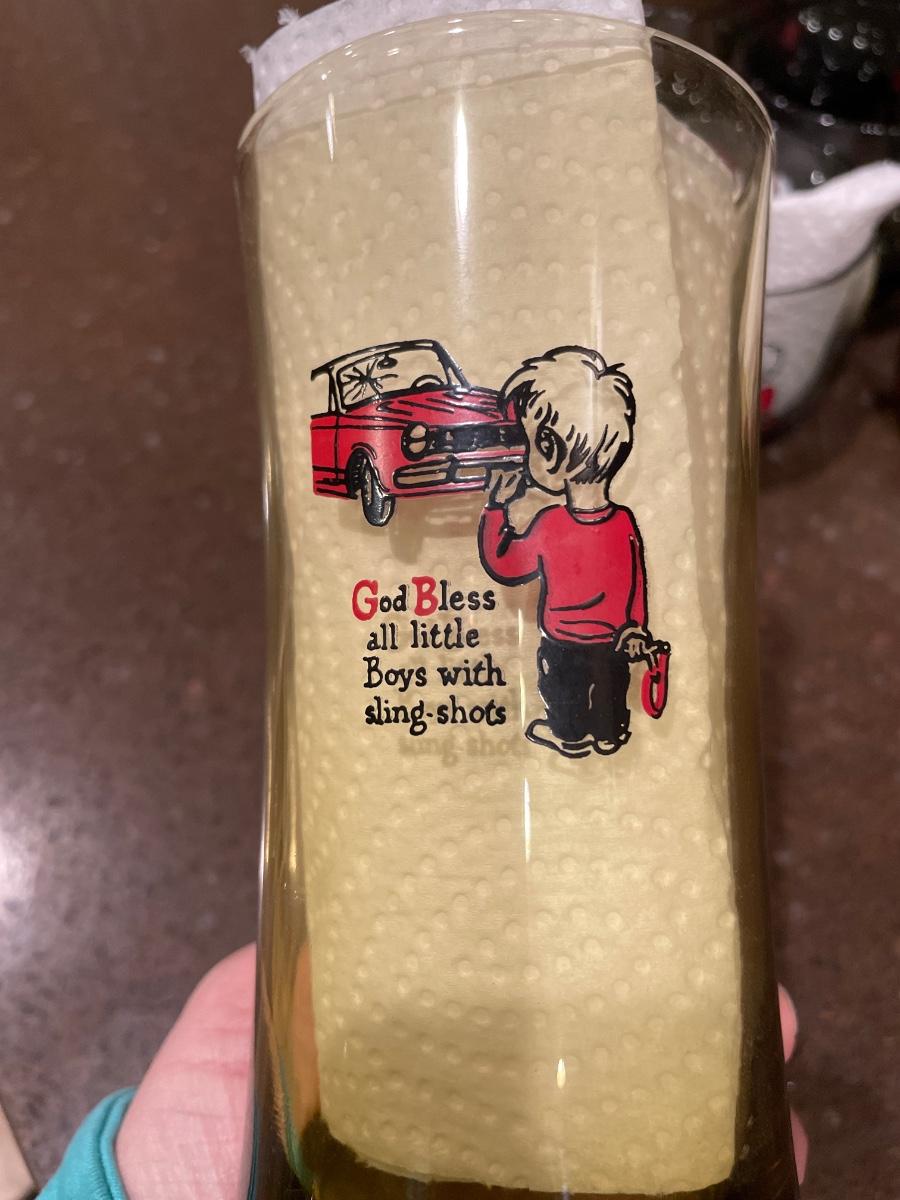 God Bless
all little
Boys with
sling-shots